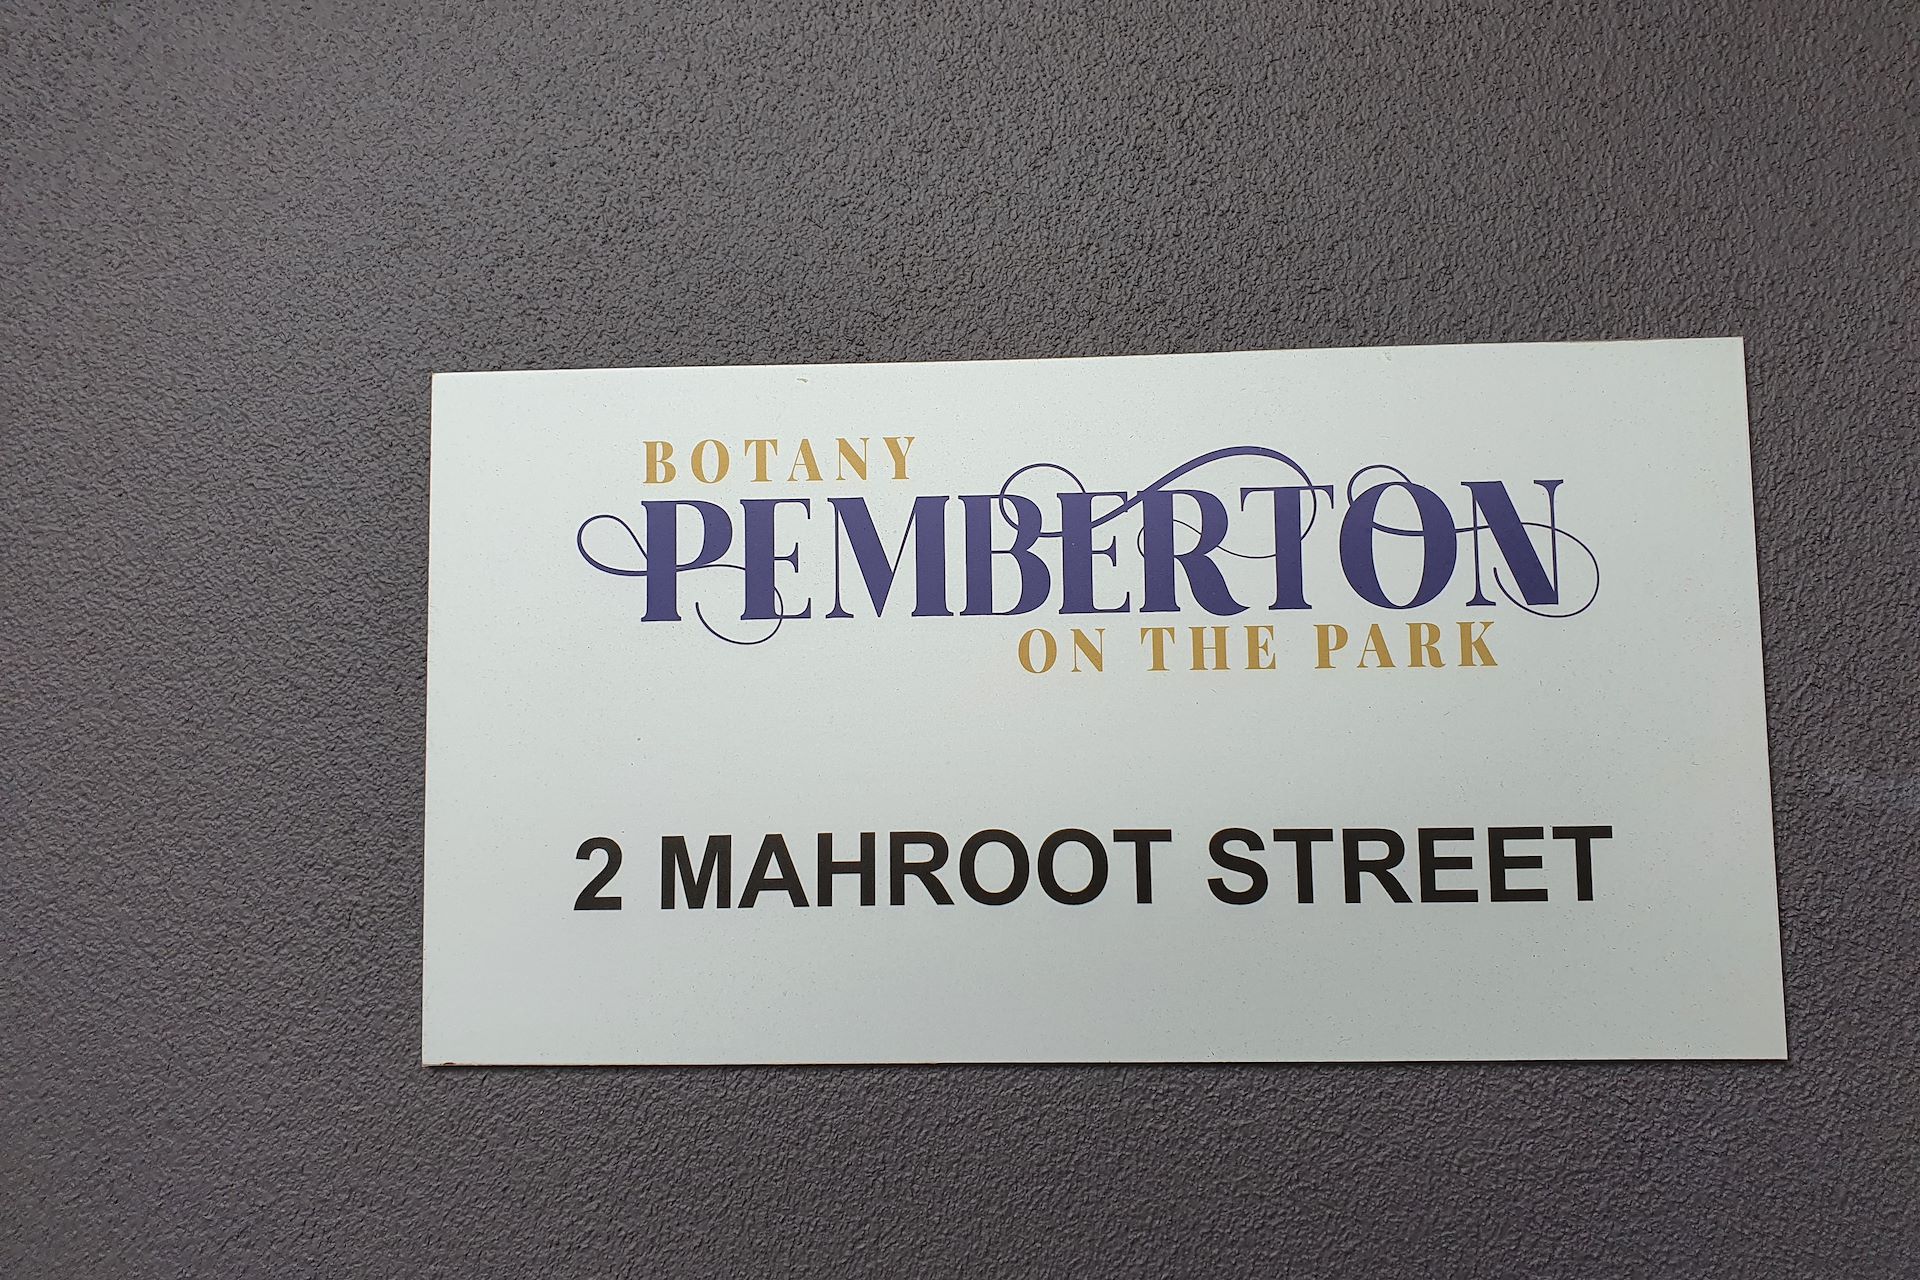 BOTANY
PEMBERTON
ON THE PARK
2 MAHROOT STREET